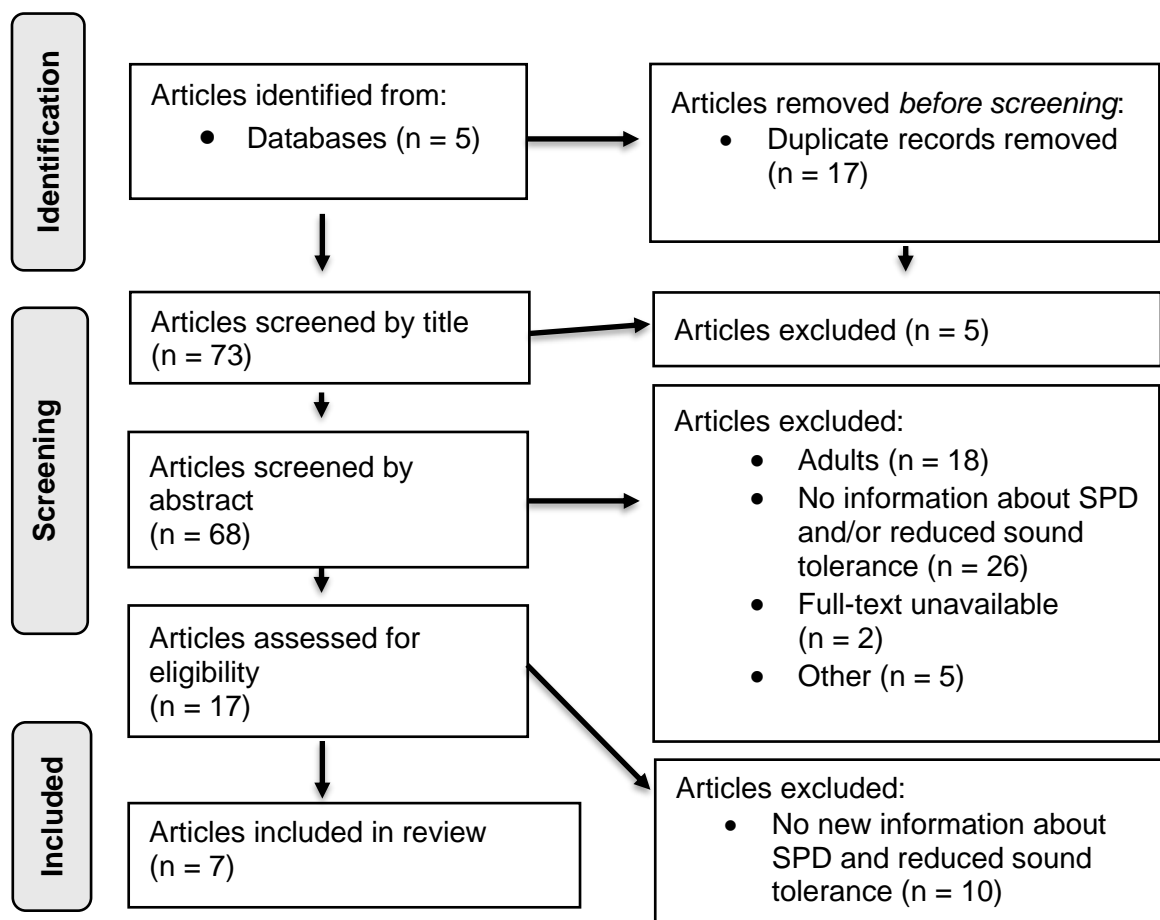 Identification
Articles identified from:
● Databases (n = 5)
Articles removed before screening:
● Duplicate records removed
(n = 17)
Screening
Articles screened by title
(n = 73)
Articles excluded (n = 5)
Articles screened by
abstract
(n = 68)
Articles excluded:
● Adults (n = 18)
● No information about SPD
and/or reduced sound
tolerance (n = 26)
● Full-text unavailable
(n = 2)
● Other (n = 5)
Articles assessed for
eligibility
(n = 17)
Articles excluded:
● No new information about
SPD and reduced sound
tolerance (n = 10)
Included
Articles included in review
(n = 7)